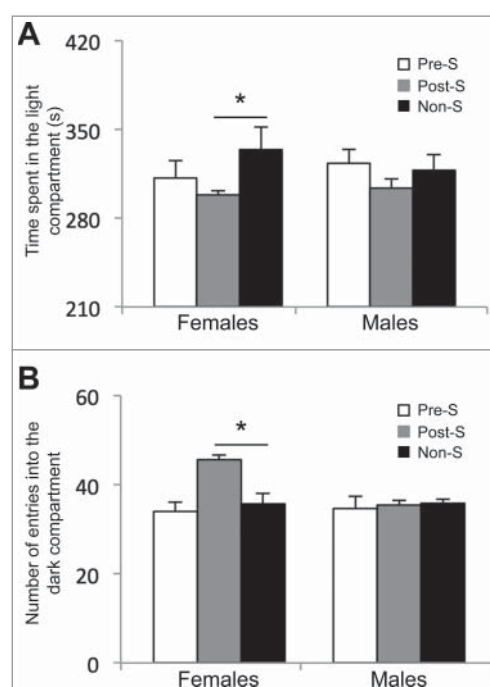 A
Time spent in the light
compartment (s)
420
350
280
210
Pre-S
Post-S
Non-S
*
Females
Males
B
Number of entries into the
dark compartment
60
40
20
0
Pre-S
Post-S
Non-S
*
Females
Males